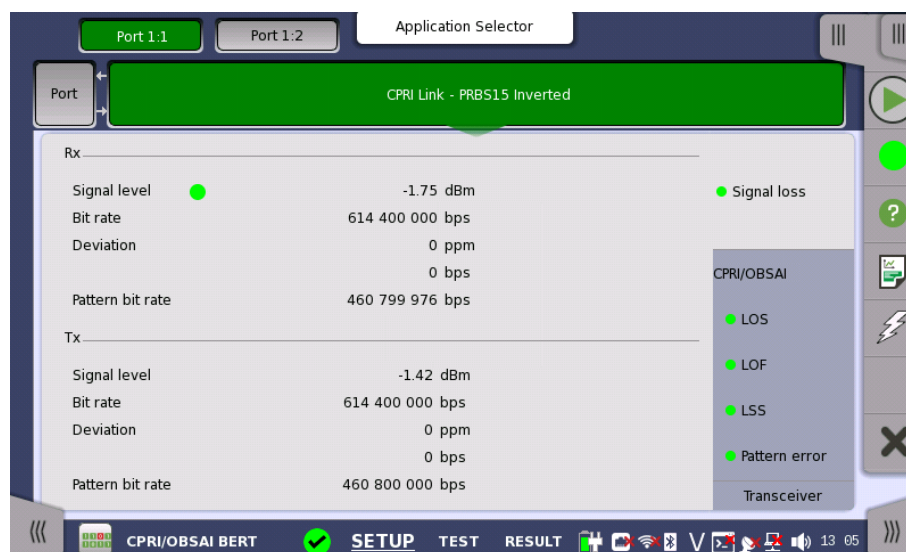 Port 1:1 Port 1:2 Application Selector
Port CPRI Link - PRBS15 Inverted
Rx
Signal level -1.75 dBm
Bit rate 614 400 000 bps
Deviation 0 ppm
0 bps
Pattern bit rate 460 799 976 bps
Tx
Signal level -1.42 dBm
Bit rate 614 400 000 bps
Deviation 0 ppm
0 bps
Pattern bit rate 460 800 000 bps
Signal loss
CPRI/OBSAI
LOS
LOF
LSS
Pattern error
Transceiver
CPRI/OBSAI BERT SETUP TEST RESULT V 13 05